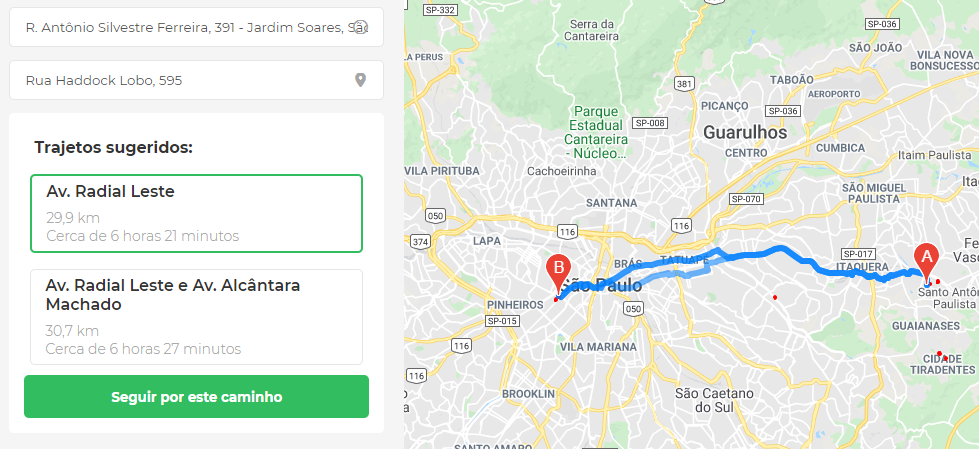 R. Antônio Silvestre Ferreira, 391 - Jardim Soares, São
Rua Haddock Lobo, 595
Trajetos sugeridos:
Av. Radial Leste
29,9 km
Cerca de 6 horas 21 minutos
Av. Radial Leste e Av. Alcântara
Machado
30,7 km
Cerca de 6 horas 27 minutos
Seguir por este caminho
SP-332
Serra da
Cantareira
SP-036
SÃO JOÃO
VILA NOVA
BONSUCESSO
PERUS
381
TABOÃO
AEROPORTO
PICANÇO
SP-036
Parque
Estadual
Cantareira
- Núcleo...
SP-008
Guarulhos
CENTRO
CUMBICA
Itaim Paulista
VILA PIRITUBA
Cachoeirinha
SÃO MIGUEL
PAULISTA
SP-070
SANTANA
050
116
116
374
LAPA
Fe
Vasc
BRÁS
TATUAPÉ
SP-017
ITAQUERA
A
B
São Paulo
Santo Antô
Paulista
PINHEIROS
050
SP-015
GUAIANASES
116
VILA MARIANA
CIDADE
TIRADENTES
116
BROOKLIN
São Caetano
do Sul
SANTO AMARO